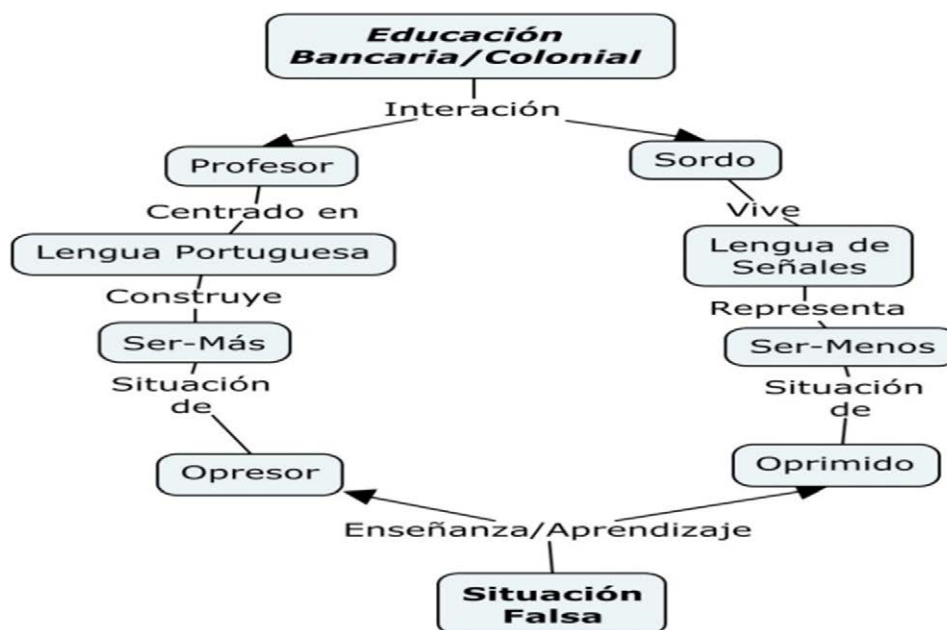 Educación
Bancaria/Colonial
Interación
Profesor
Sordo
Centrado en
Vive
Lengua Portuguesa
Lengua de
Señales
Construye
Representa
Ser-Más
Ser-Menos
Situación
de
Situación
de
Opresor
Oprimido
Enseñanza/Aprendizaje
Situación
Falsa